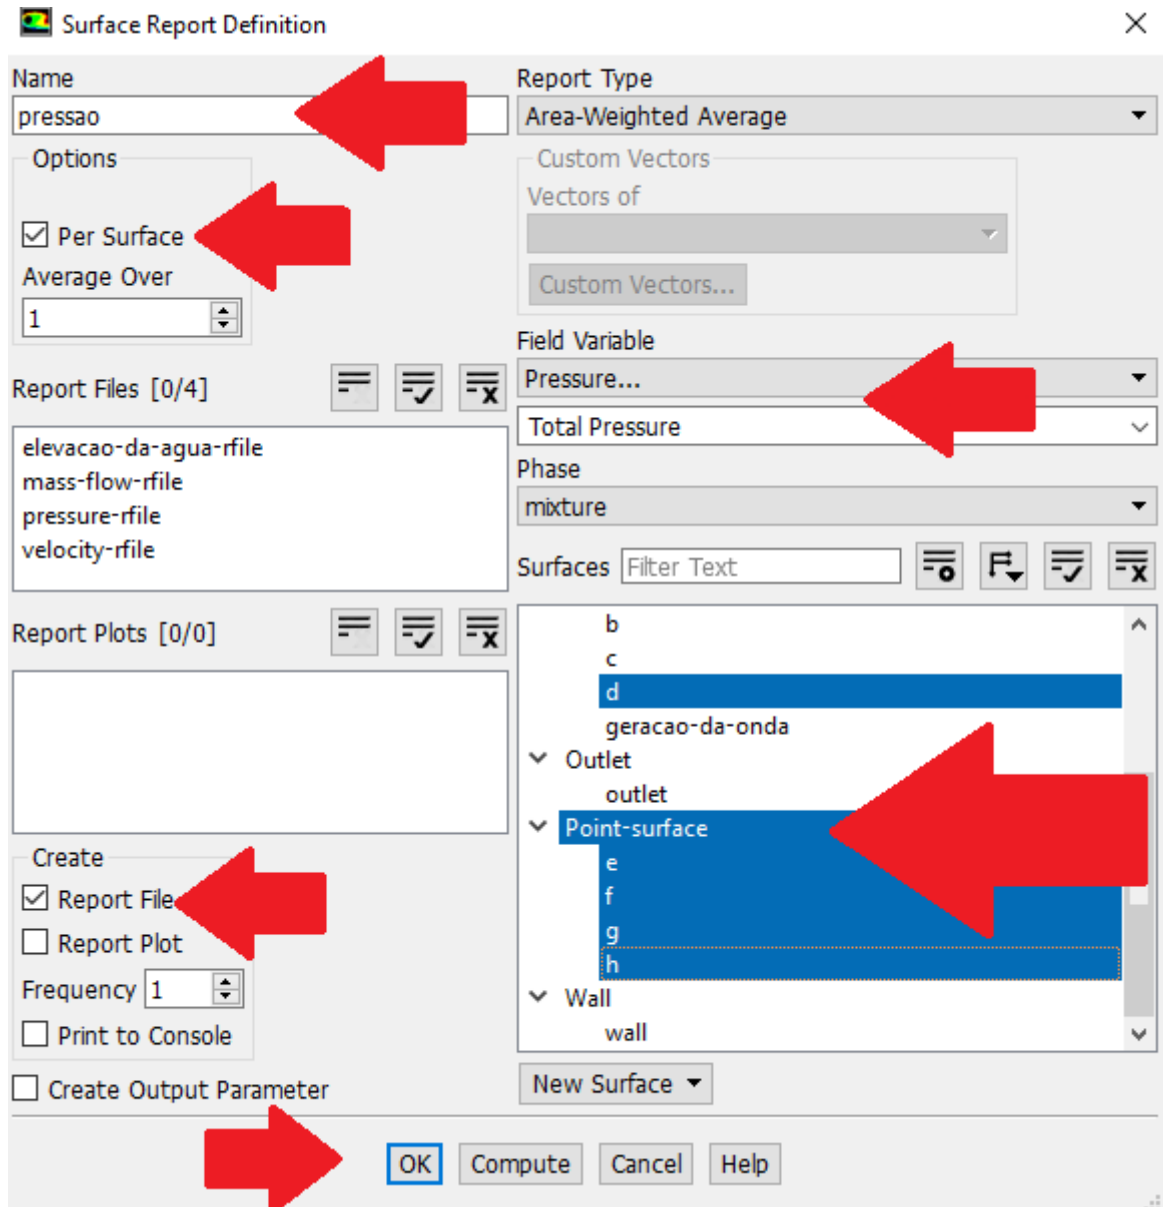 Surface Report Definition
Name
pressao
Options
Per Surface
Average Over
1
Report Files [0/4]
elevacao-da-agua-rfile
mass-flow-rfile
pressure-rfile
velocity-rfile
Report Plots [0/0]
Create
Report File
Report Plot
Frequency 1
Print to Console
Create Output Parameter
Report Type
Area-Weighted Average
Custom Vectors
Vectors of
Custom Vectors...
Field Variable
Pressure...
Total Pressure
Phase
mixture
Surfaces Filter Text
b
c
d
geracao-da-onda
Outlet
outlet
Point-surface
e
f
g
h
Wall
wall
New Surface
OK Compute Cancel Help